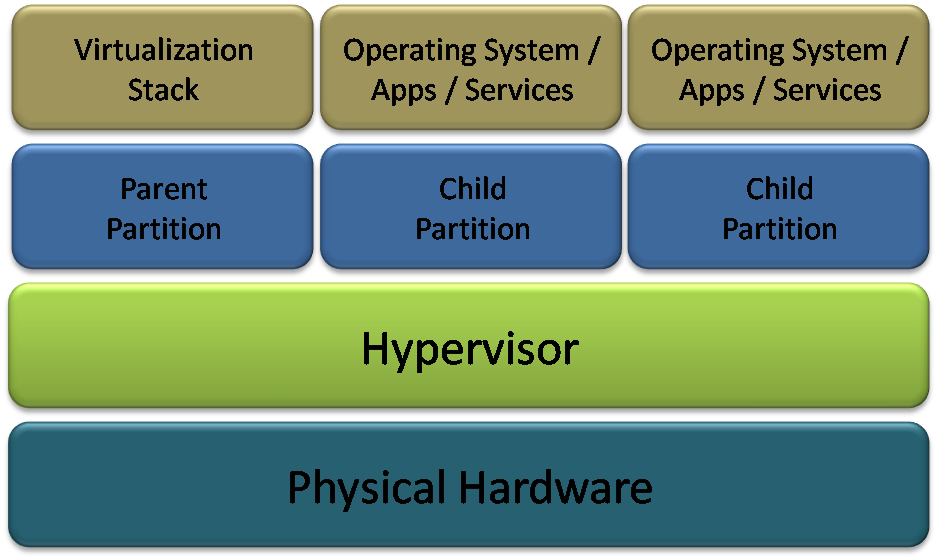 Virtualization
Stack
Operating System /
Apps / Services
Operating System /
Apps / Services
Parent
Partition
Child
Partition
Child
Partition
Hypervisor
Physical Hardware